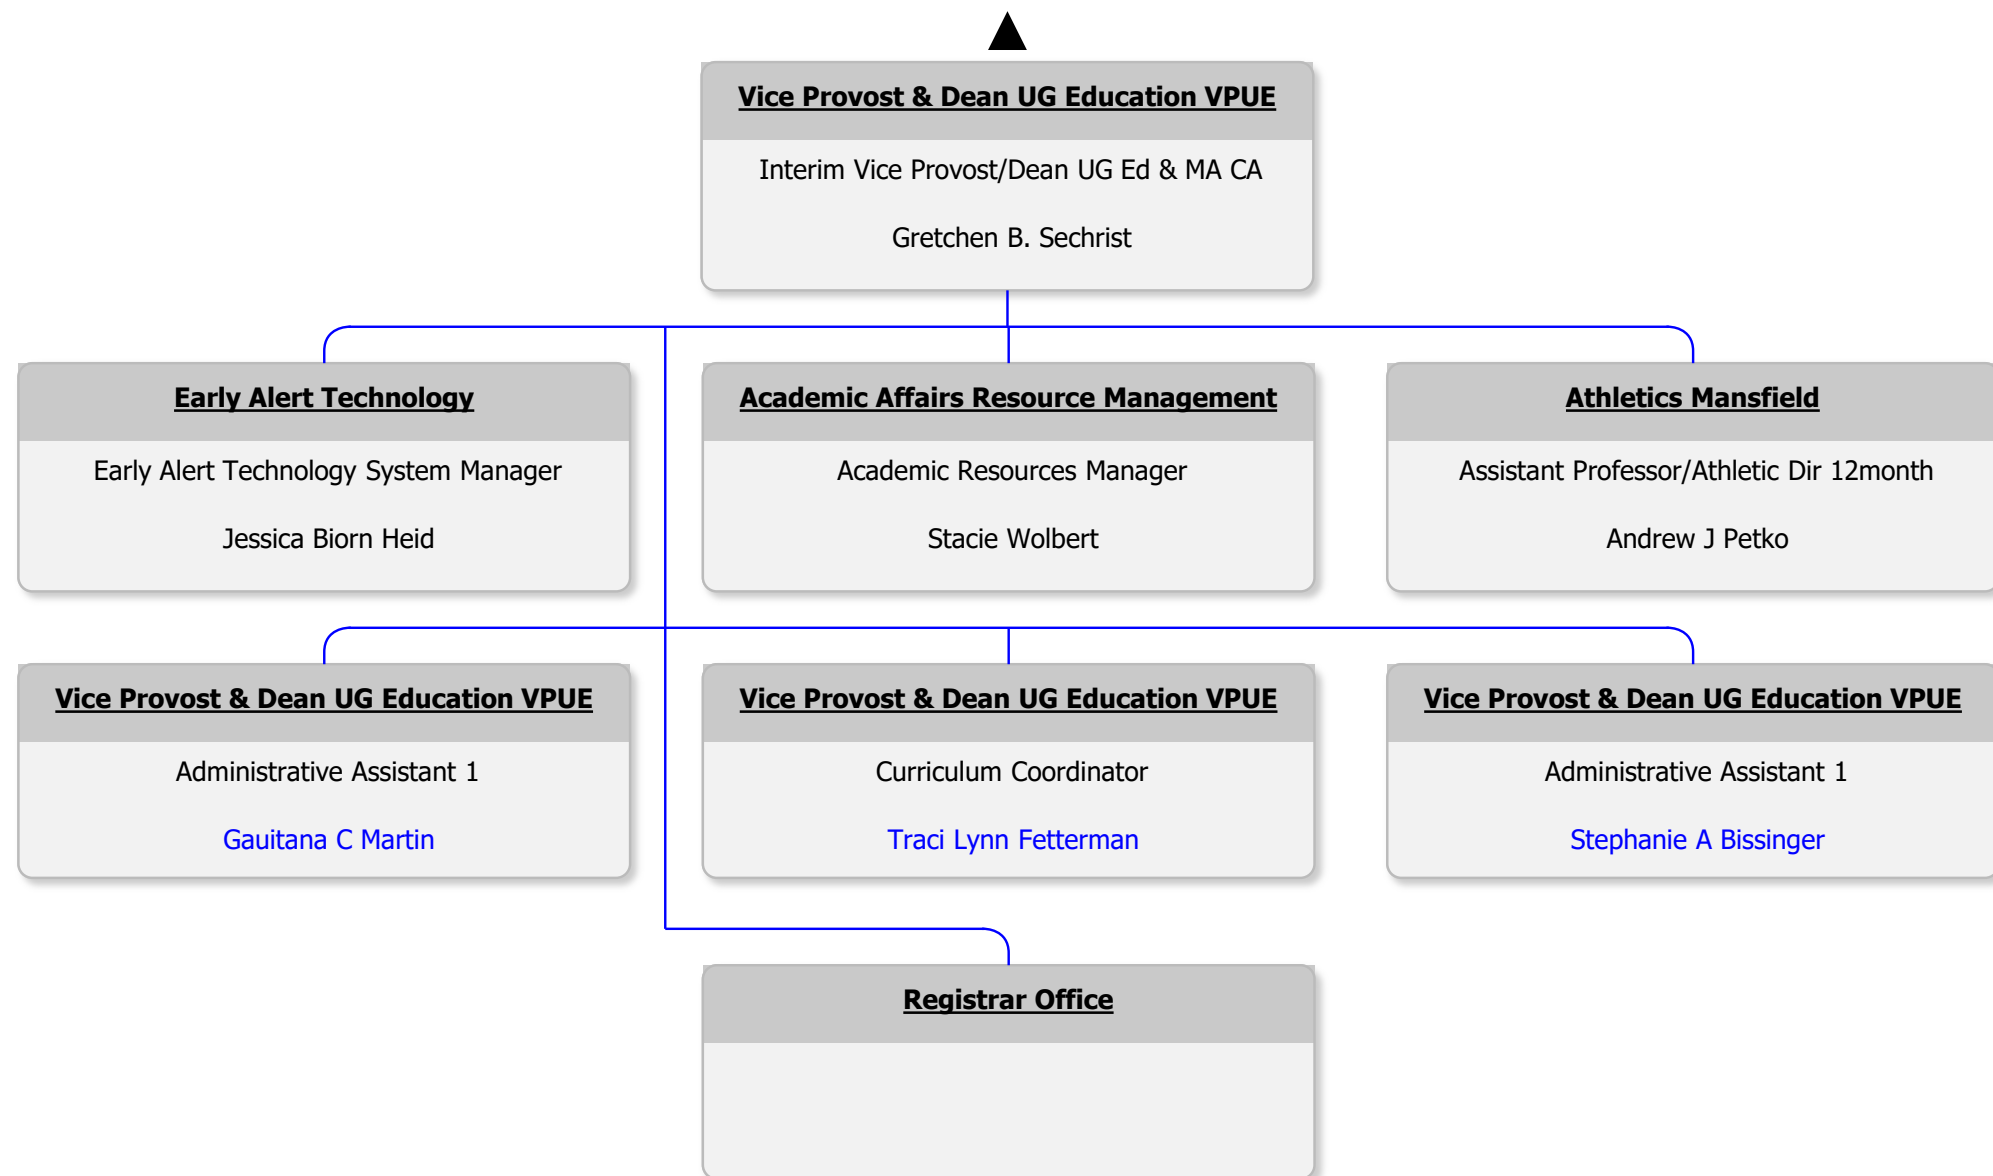 Vice Provost & Dean UG Education VPUE
Interim Vice Provost/Dean UG Ed & MA CA
Gretchen B. Sechrist
Early Alert Technology
Early Alert Technology System Manager
Jessica Biorn Heid
Academic Affairs Resource Management
Academic Resources Manager
Stacie Wolbert
Athletics Mansfield
Assistant Professor/Athletic Dir 12month
Andrew J Petko
Vice Provost & Dean UG Education VPUE
Administrative Assistant 1
Gauitana C Martin
Vice Provost & Dean UG Education VPUE
Curriculum Coordinator
Traci Lynn Fetterman
Vice Provost & Dean UG Education VPUE
Administrative Assistant 1
Stephanie A Bissinger
Registrar Office